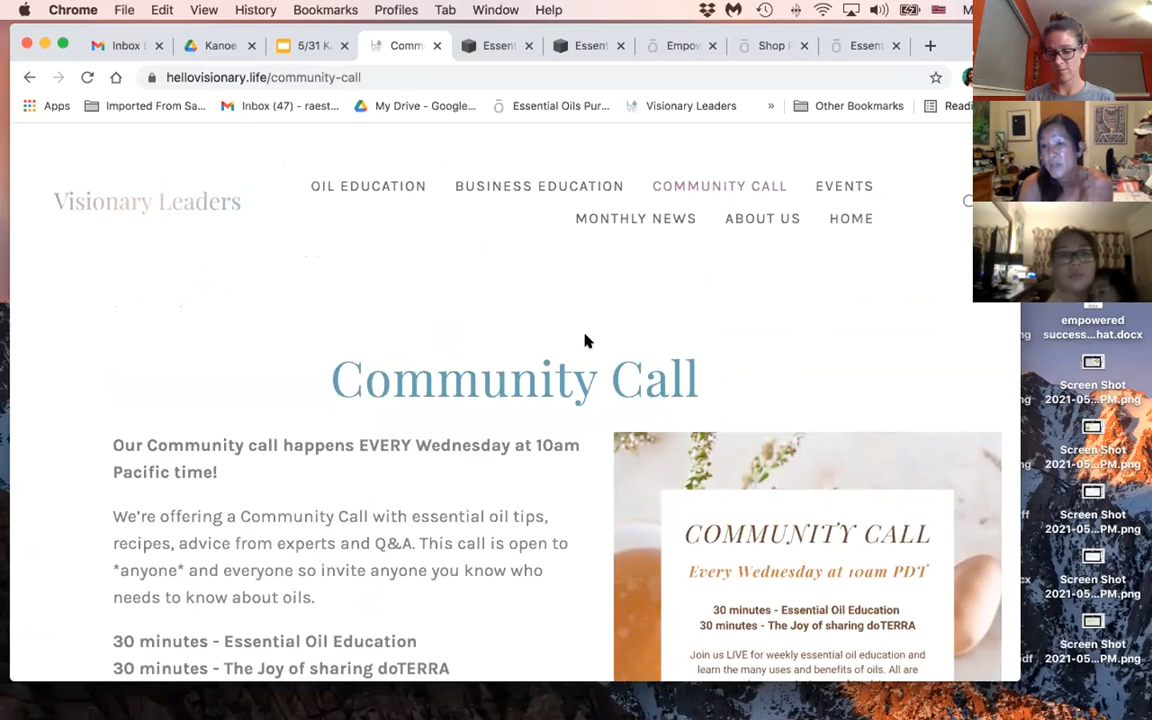 Chrome File Edit View History Bookmarks Profiles Tab Window Help
Inbox Kanoe 5/31 K Comm Essent Essent Empow Shop Essent
hellovisionary.life/community-call
Apps Imported From Sa... Inbox (47) - raest... My Drive - Google... Essential Oils Pur... Visionary Leaders » Other Bookmarks Readi
Visionary Leaders
OIL EDUCATION BUSINESS EDUCATION COMMUNITY CALL EVENTS
MONTHLY NEWS ABOUT US HOME
Community Call
Our Community call happens EVERY Wednesday at 10am
Pacific time!
We're offering a Community Call with essential oil tips,
recipes, advice from experts and Q&A. This call is open to
*anyone* and everyone so invite anyone you know who
needs to know about oils.
30 minutes - Essential Oil Education
30 minutes - The Joy of sharing doTERRA
COMMUNITY CALL
Every Wednesday at 10am PDT
30 minutes - Essential Oil Education
30 minutes - The Joy of sharing doTERRA
Join us LIVE for weekly essential oil education and
learn the many uses and benefits of oils. All are
empowered
success...hat.docx
Screen Shot
2021-05...PM.png
Screen Shot
2021-05...PM.png
Screen Shot
2021-05...PM.png
Screen Shot
2021-05...PM.png
Screen Shot
2021-05...PM.png